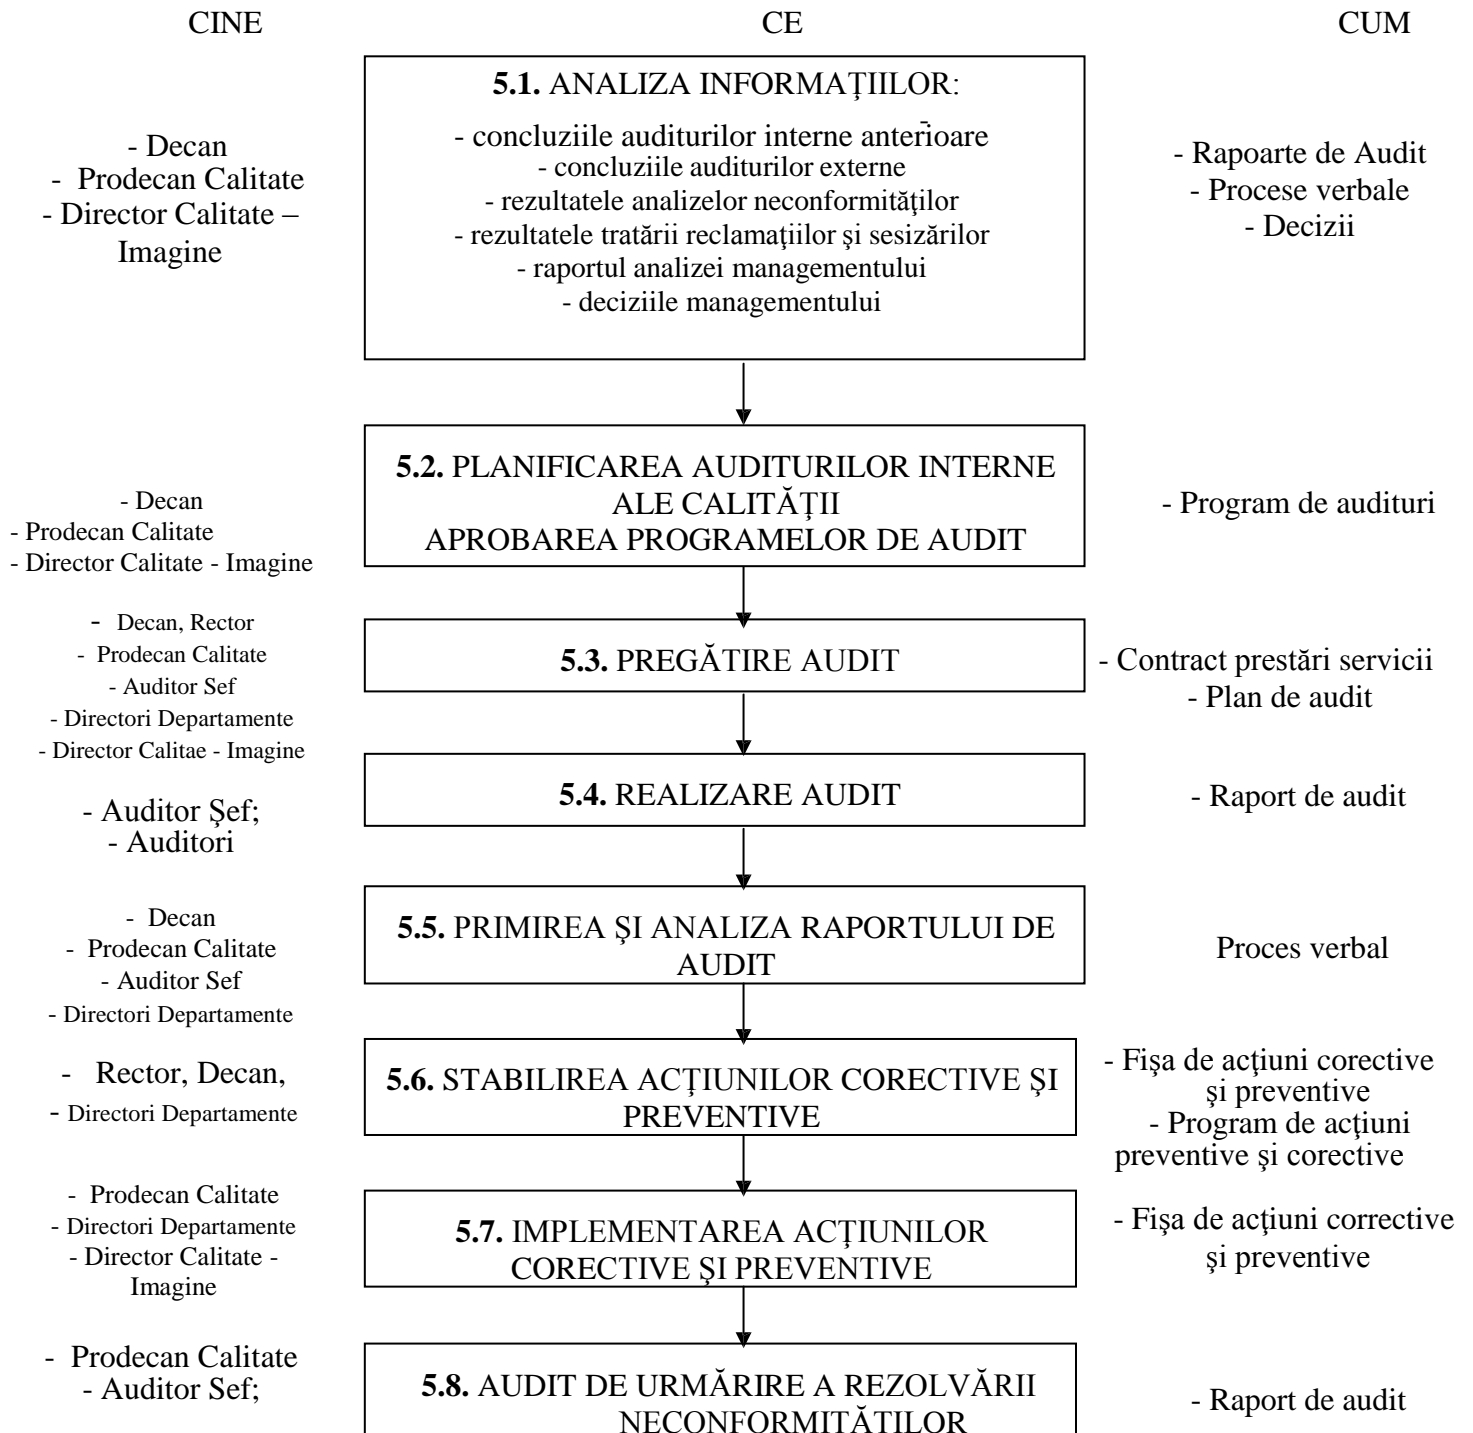 CINE CE CUM
5.1. ANALIZA INFORMAŢIILOR:
-
- concluziile auditurilor interne anterioare
- concluziile auditurilor externe
- rezultatele analizelor neconformităţilor
- rezultatele tratării reclamaţiilor şi sesizărilor
- raportul analizei managementului
- deciziile managementului
- Decan
- Prodecan Calitate
- Director Calitate –
Imagine
- Rapoarte de Audit
- Procese verbale
- Decizii
- Decan
- Prodecan Calitate
- Director Calitate - Imagine
5.2. PLANIFICAREA AUDITURILOR INTERNE
ALE CALITĂŢII
APROBAREA PROGRAMELOR DE AUDIT
- Program de audituri
- Decan, Rector
- Prodecan Calitate
- Auditor Sef
- Directori Departamente
- Director Calitae - Imagine
5.3. PREGĂTIRE AUDIT
- Contract prestări servicii
- Plan de audit
- Auditor Şef;
- Auditori
5.4. REALIZARE AUDIT
- Raport de audit
- Decan
- Prodecan Calitate
- Auditor Sef
- Directori Departamente
5.5. PRIMIREA ŞI ANALIZA RAPORTULUI DE
AUDIT
Proces verbal
- Rector, Decan,
- Directori Departamente
5.6. STABILIREA ACŢIUNILOR CORECTIVE ŞI
PREVENTIVE
- Fişa de acţiuni corective
şi preventive
- Program de acţiuni
preventive şi corective
- Prodecan Calitate
- Directori Departamente
- Director Calitate -
Imagine
5.7. IMPLEMENTAREA ACŢIUNILOR
CORECTIVE ŞI PREVENTIVE
- Fişa de acţiuni corrective
şi preventive
- Prodecan Calitate
- Auditor Sef;
5.8. AUDIT DE URMĂRIRE A REZOLVĂRII
NECONFORMITĂŢILOR
- Raport de audit